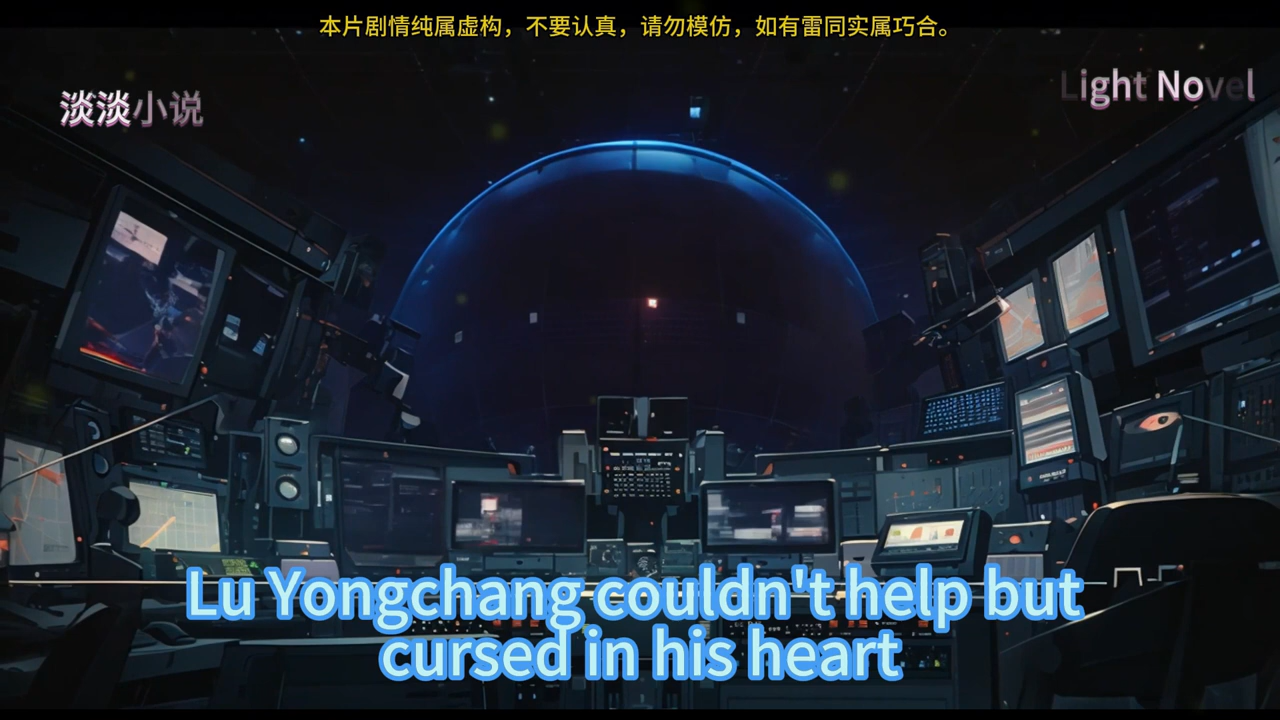 本片剧情纯属虚构，不要认真，请勿模仿，如有雷同实属巧合。
淡淡小说
Light Novel
Lu Yongchang couldn't help but
cursed in his heart